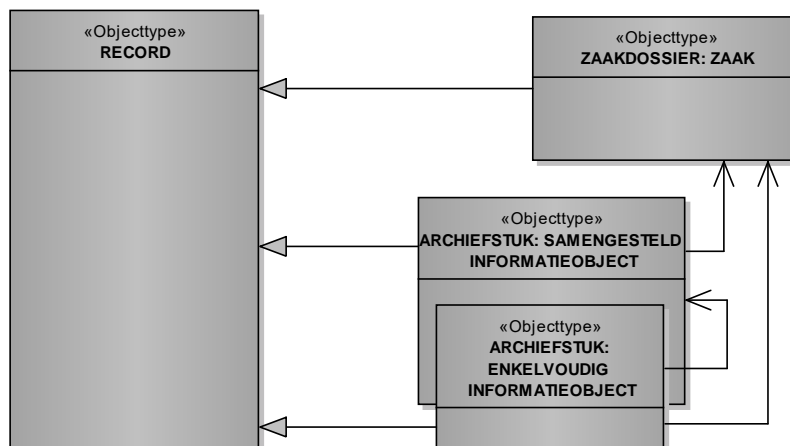 «Objecttype»
RECORD
«Objecttype»
ZAAKDOSSIER: ZAAK
«Objecttype»
ARCHIEFSTUK: SAMENGESTELD
INFORMATIEOBJECT
«Objecttype»
ARCHIEFSTUK:
ENKELVOUDIG
INFORMATIEOBJECT